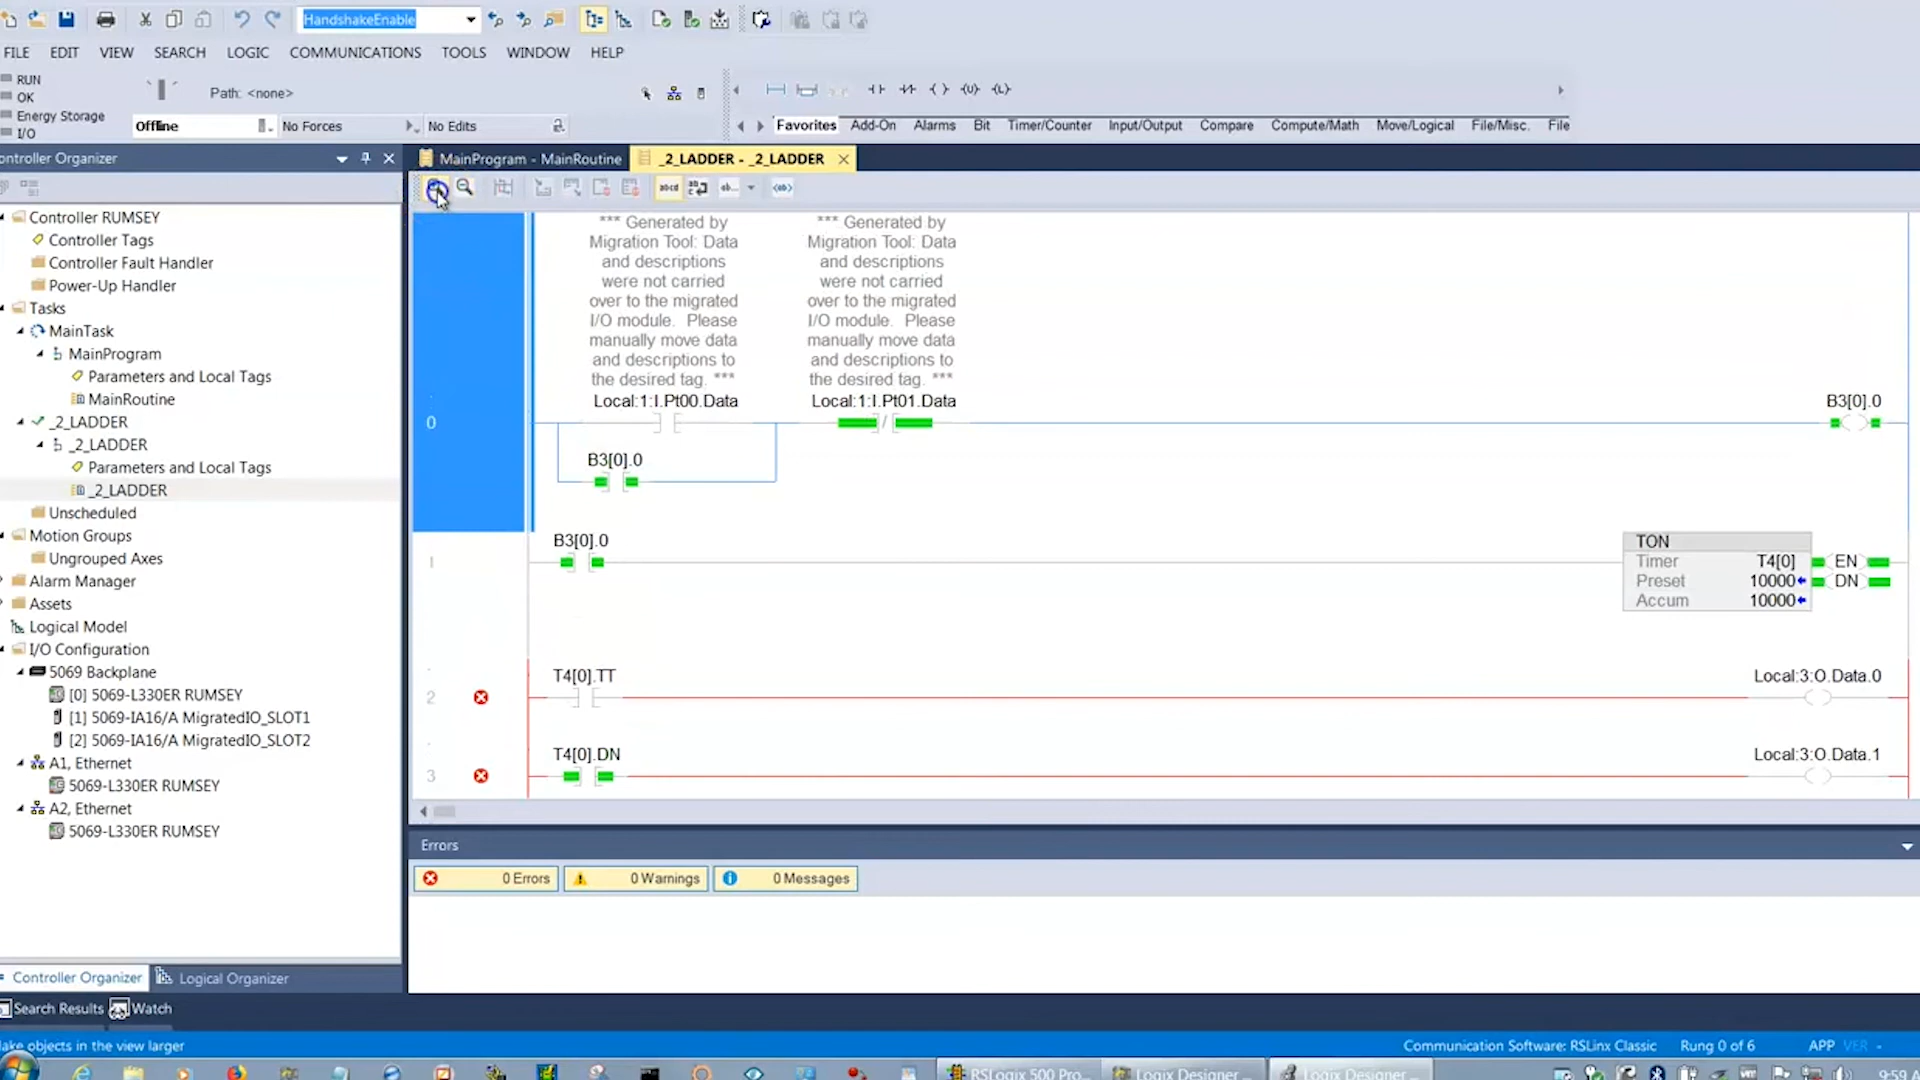 HandshakeEnable
FILE EDIT VIEW SEARCH LOGIC COMMUNICATIONS TOOLS WINDOW HELP
RUN
OK
Energy Storage
I/O
Path: <none>
Offline
No Forces
No Edits
Favorites Add-On Alarms Bit Timer/Counter Input/Output Compare Compute/Math Move/Logical File/Misc. File
ontroller Organizer
MainProgram - MainRoutine
_2_LADDER - _2_LADDER
Controller RUMSEY
Controller Tags
Controller Fault Handler
Power-Up Handler
Tasks
MainTask
MainProgram
Parameters and Local Tags
MainRoutine
_2_LADDER
_2_LADDER
Parameters and Local Tags
_2_LADDER
Unscheduled
Motion Groups
Ungrouped Axes
Alarm Manager
Assets
Logical Model
I/O Configuration
5069 Backplane
[0] 5069-L330ER RUMSEY
[1] 5069-IA16/A MigratedIO_SLOT1
[2] 5069-IA16/A MigratedIO_SLOT2
A1, Ethernet
5069-L330ER RUMSEY
A2, Ethernet
5069-L330ER RUMSEY
Controller Organizer
Logical Organizer
*** Generated by
Migration Tool: Data
and descriptions
were not carried
over to the migrated
I/O module. Please
manually move data
and descriptions to
the desired tag. ***
Local:1:I.Pt00.Data
*** Generated by
Migration Tool: Data
and descriptions
were not carried
over to the migrated
I/O module. Please
manually move data
and descriptions to
the desired tag. ***
Local:1:I.Pt01.Data
B3[0].0
0
B3[0].0
B3[0].0
1
TON
Timer T4[0]
Preset 10000
Accum 10000
EN
DN
T4[0].TT
Local:3:O.Data.0
2
T4[0].DN
Local:3:O.Data.1
3
Errors
0 Errors
0 Warnings
0 Messages
Search Results
Watch
ake objects in the view larger
Communication Software: RSLinx Classic
Rung 0 of 6
APP
VER
RSLogix 500 Pro...
Logix Designer ...
Logix Designer ...
9:59 A